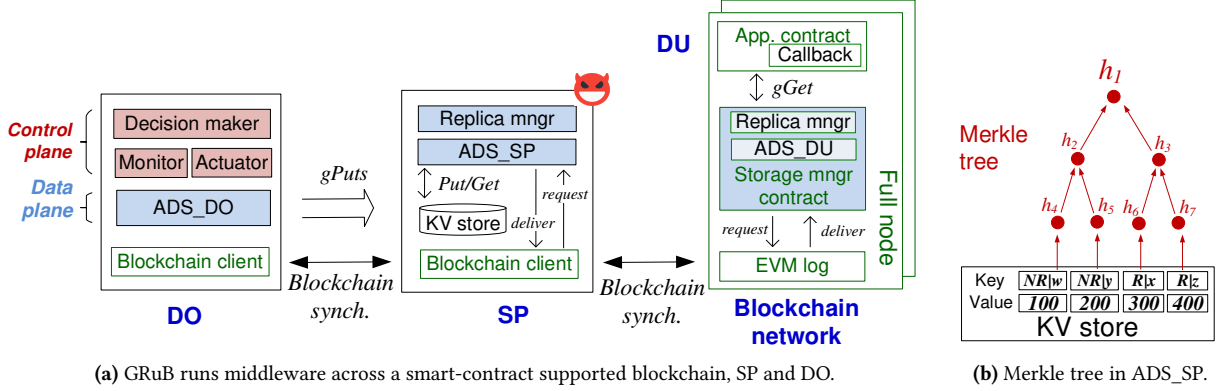 Control
plane
Data
plane
Decision maker
Monitor
Actuator
ADS_DO
Blockchain client
DO
gPuts
Blockchain
synch.
Replica mngr
ADS_SP
Put/Get
KV store
request
deliver
Blockchain client
SP
Blockchain
synch.
DU
App. contract
Callback
gGet
Replica mngr
ADS_DU
Storage mngr
contract
request
deliver
EVM log
Full node
Blockchain
network
(a) GRuB runs middleware across a smart-contract supported blockchain, SP and DO.
Merkle
tree
h1
h2
h3
h4
h5
h6
h7
Key NR|w NR|y R|x R|z
Value 100 200 300 400
KV store
(b) Merkle tree in ADS_SP.